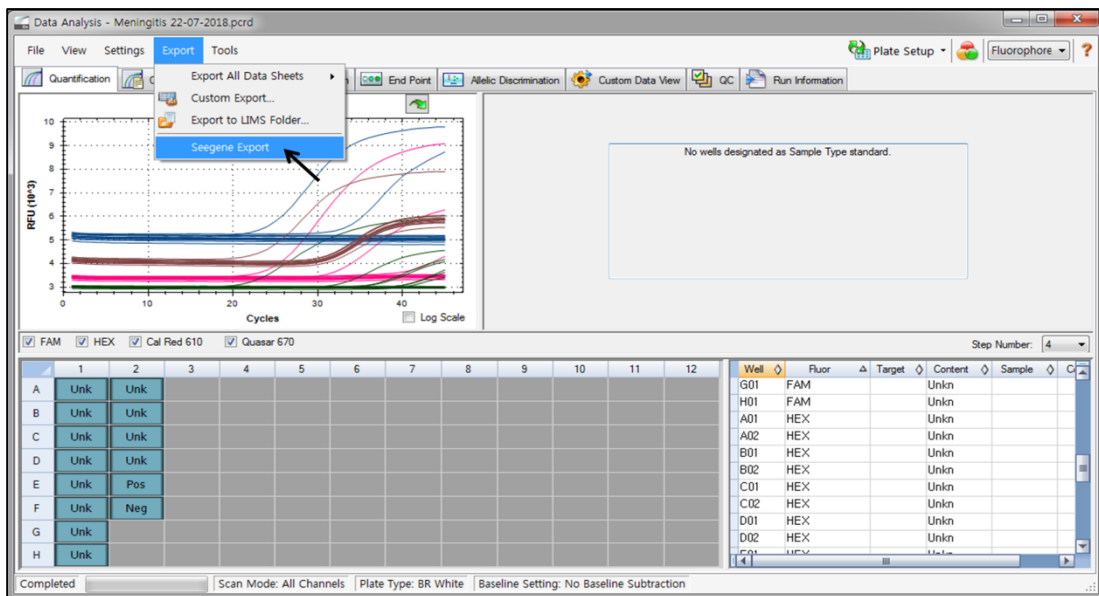 Data Analysis - Meningitis 22-07-2018.pcrd
File View Settings Export Tools
Plate Setup Fluorophore ?
Quantification
End Point Allelic Discrimination Custom Data View QC Run Information
Export All Data Sheets
Custom Export...
Export to LIMS Folder...
Seegene Export
No wells designated as Sample Type standard.
RFU (10^3)
10
9
8
7
6
5
4
3
0 10 20 30 40
Cycles
Log Scale
FAM HEX Cal Red 610 Quasar 670
Step Number: 4
1 2 3 4 5 6 7 8 9 10 11 12
A Unk Unk
B Unk Unk
C Unk Unk
D Unk Unk
E Unk Pos
F Unk Neg
G Unk
H Unk
Well Fluor Target Content Sample
G01 FAM Unkn
H01 FAM Unkn
A01 HEX Unkn
A02 HEX Unkn
B01 HEX Unkn
B02 HEX Unkn
C01 HEX Unkn
C02 HEX Unkn
D01 HEX Unkn
D02 HEX Unkn
Completed Scan Mode: All Channels Plate Type: BR White Baseline Setting: No Baseline Subtraction